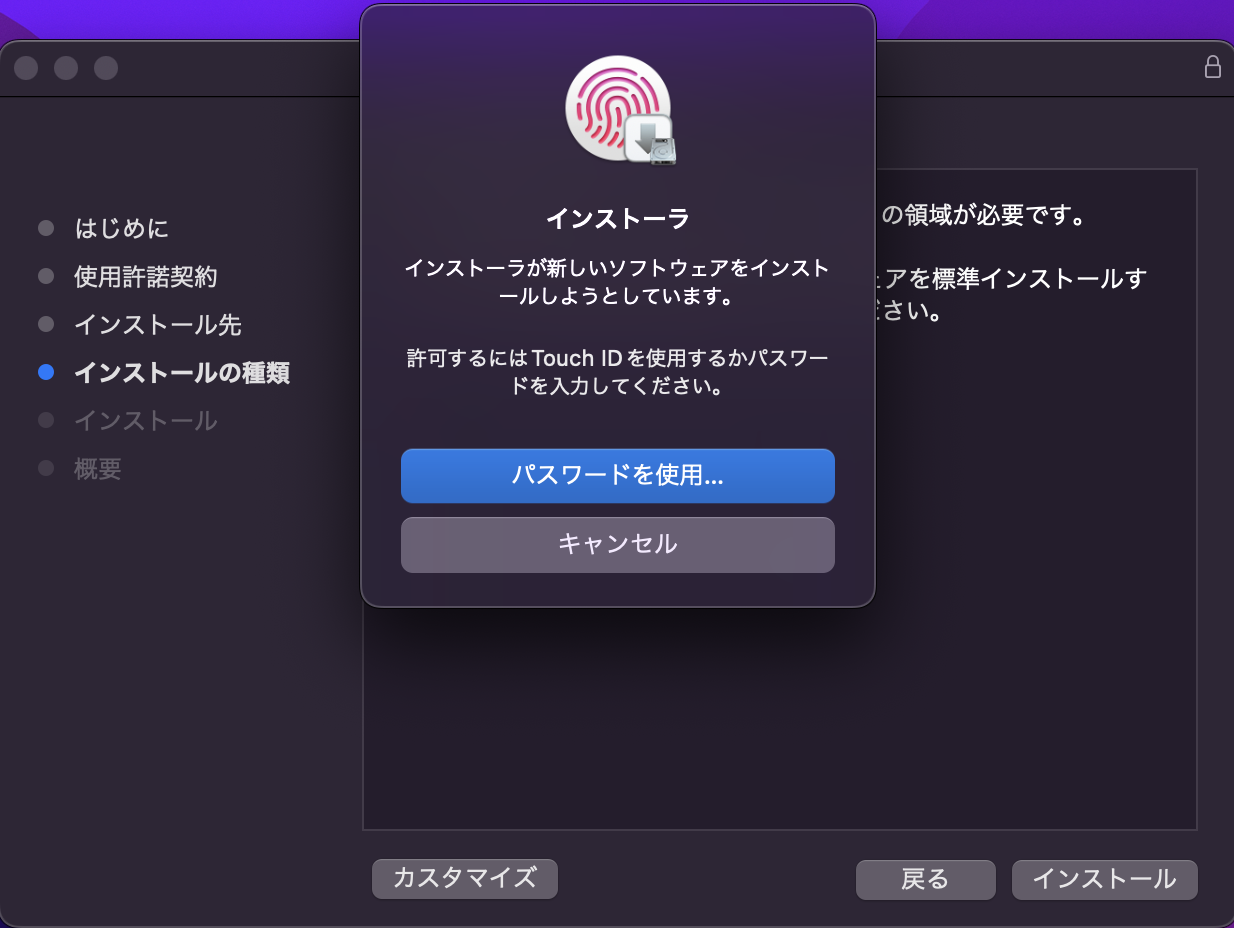 インストーラ
インストーラが新しいソフトウェアをインスト
ールしようとしています。
許可するにはTouch IDを使用するかパスワー
ドを入力してください。
パスワードを使用...
キャンセル
はじめに
使用許諾契約
インストール先
インストールの種類
インストール
概要
の領域が必要です。
アを標準インストールす
さい。
カスタマイズ
戻る
インストール